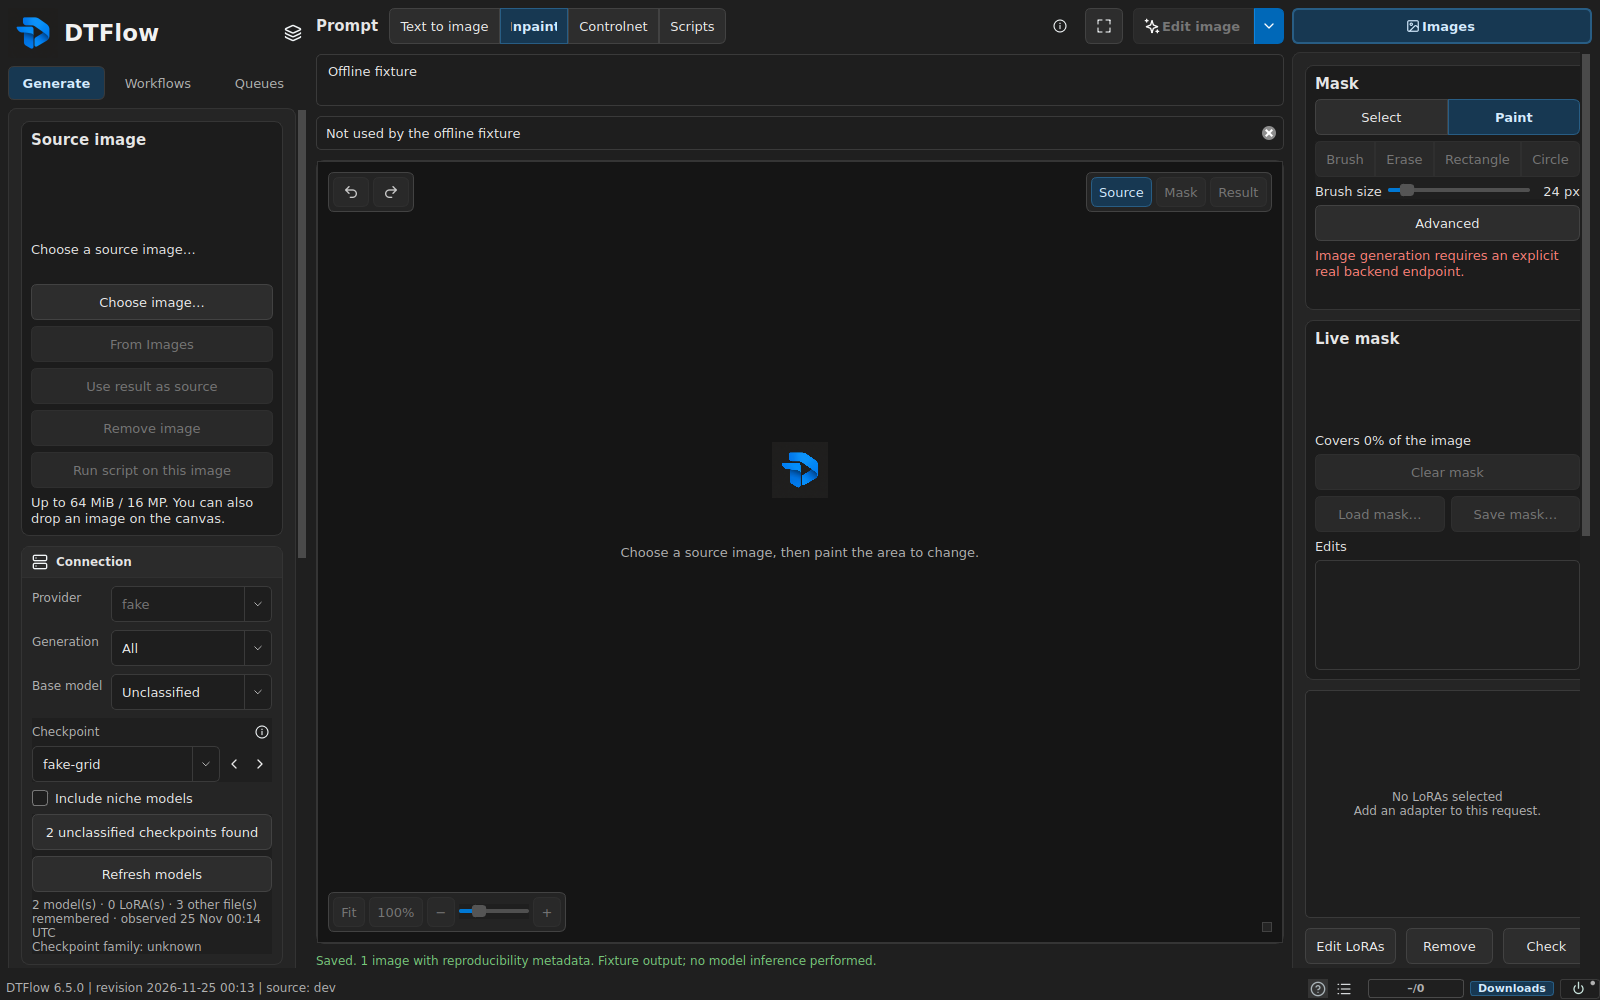 DTFlow
Generate
Workflows
Queues
Source image
Choose a source image...
Choose image...
From Images
Use result as source
Remove image
Run script on this image
Up to 64 MiB / 16 MP. You can also
drop an image on the canvas.
Connection
Provider
fake
Generation
All
Base model
Unclassified
Checkpoint
fake-grid
Include niche models
2 unclassified checkpoints found
Refresh models
2 model(s) · 0 LoRA(s) · 3 other file(s)
remembered · observed 25 Nov 00:14
UTC
Checkpoint family: unknown
Prompt
Text to image
Inpaint
Controlnet
Scripts
Edit image
Offline fixture
Not used by the offline fixture
Source
Mask
Result
Choose a source image, then paint the area to change.
Fit
100%
−
+
Saved. 1 image with reproducibility metadata. Fixture output; no model inference performed.
Images
Mask
Select
Paint
Brush
Erase
Rectangle
Circle
Brush size
24 px
Advanced
Image generation requires an explicit
real backend endpoint.
Live mask
Covers 0% of the image
Clear mask
Load mask...
Save mask...
Edits
No LoRAs selected
Add an adapter to this request.
Edit LoRAs
Remove
Check
DTFlow 6.5.0 | revision 2026-11-25 00:13 | source: dev
-/0
Downloads